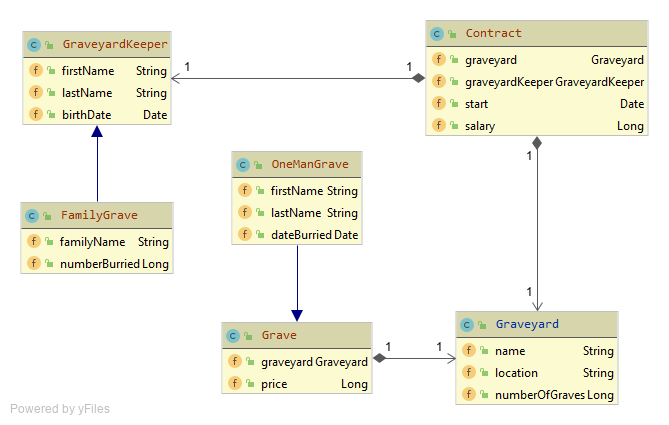 GraveyardKeeper
firstName String
lastName String
birthDate Date
1
1
Contract
graveyard Graveyard
graveyardKeeper GraveyardKeeper
start Date
salary Long
1
OneManGrave
firstName String
lastName String
dateBurried Date
FamilyGrave
familyName String
numberBurried Long
1
Grave
graveyard Graveyard
price Long
1
1
Graveyard
name String
location String
numberOfGraves Long
Powered by yFiles